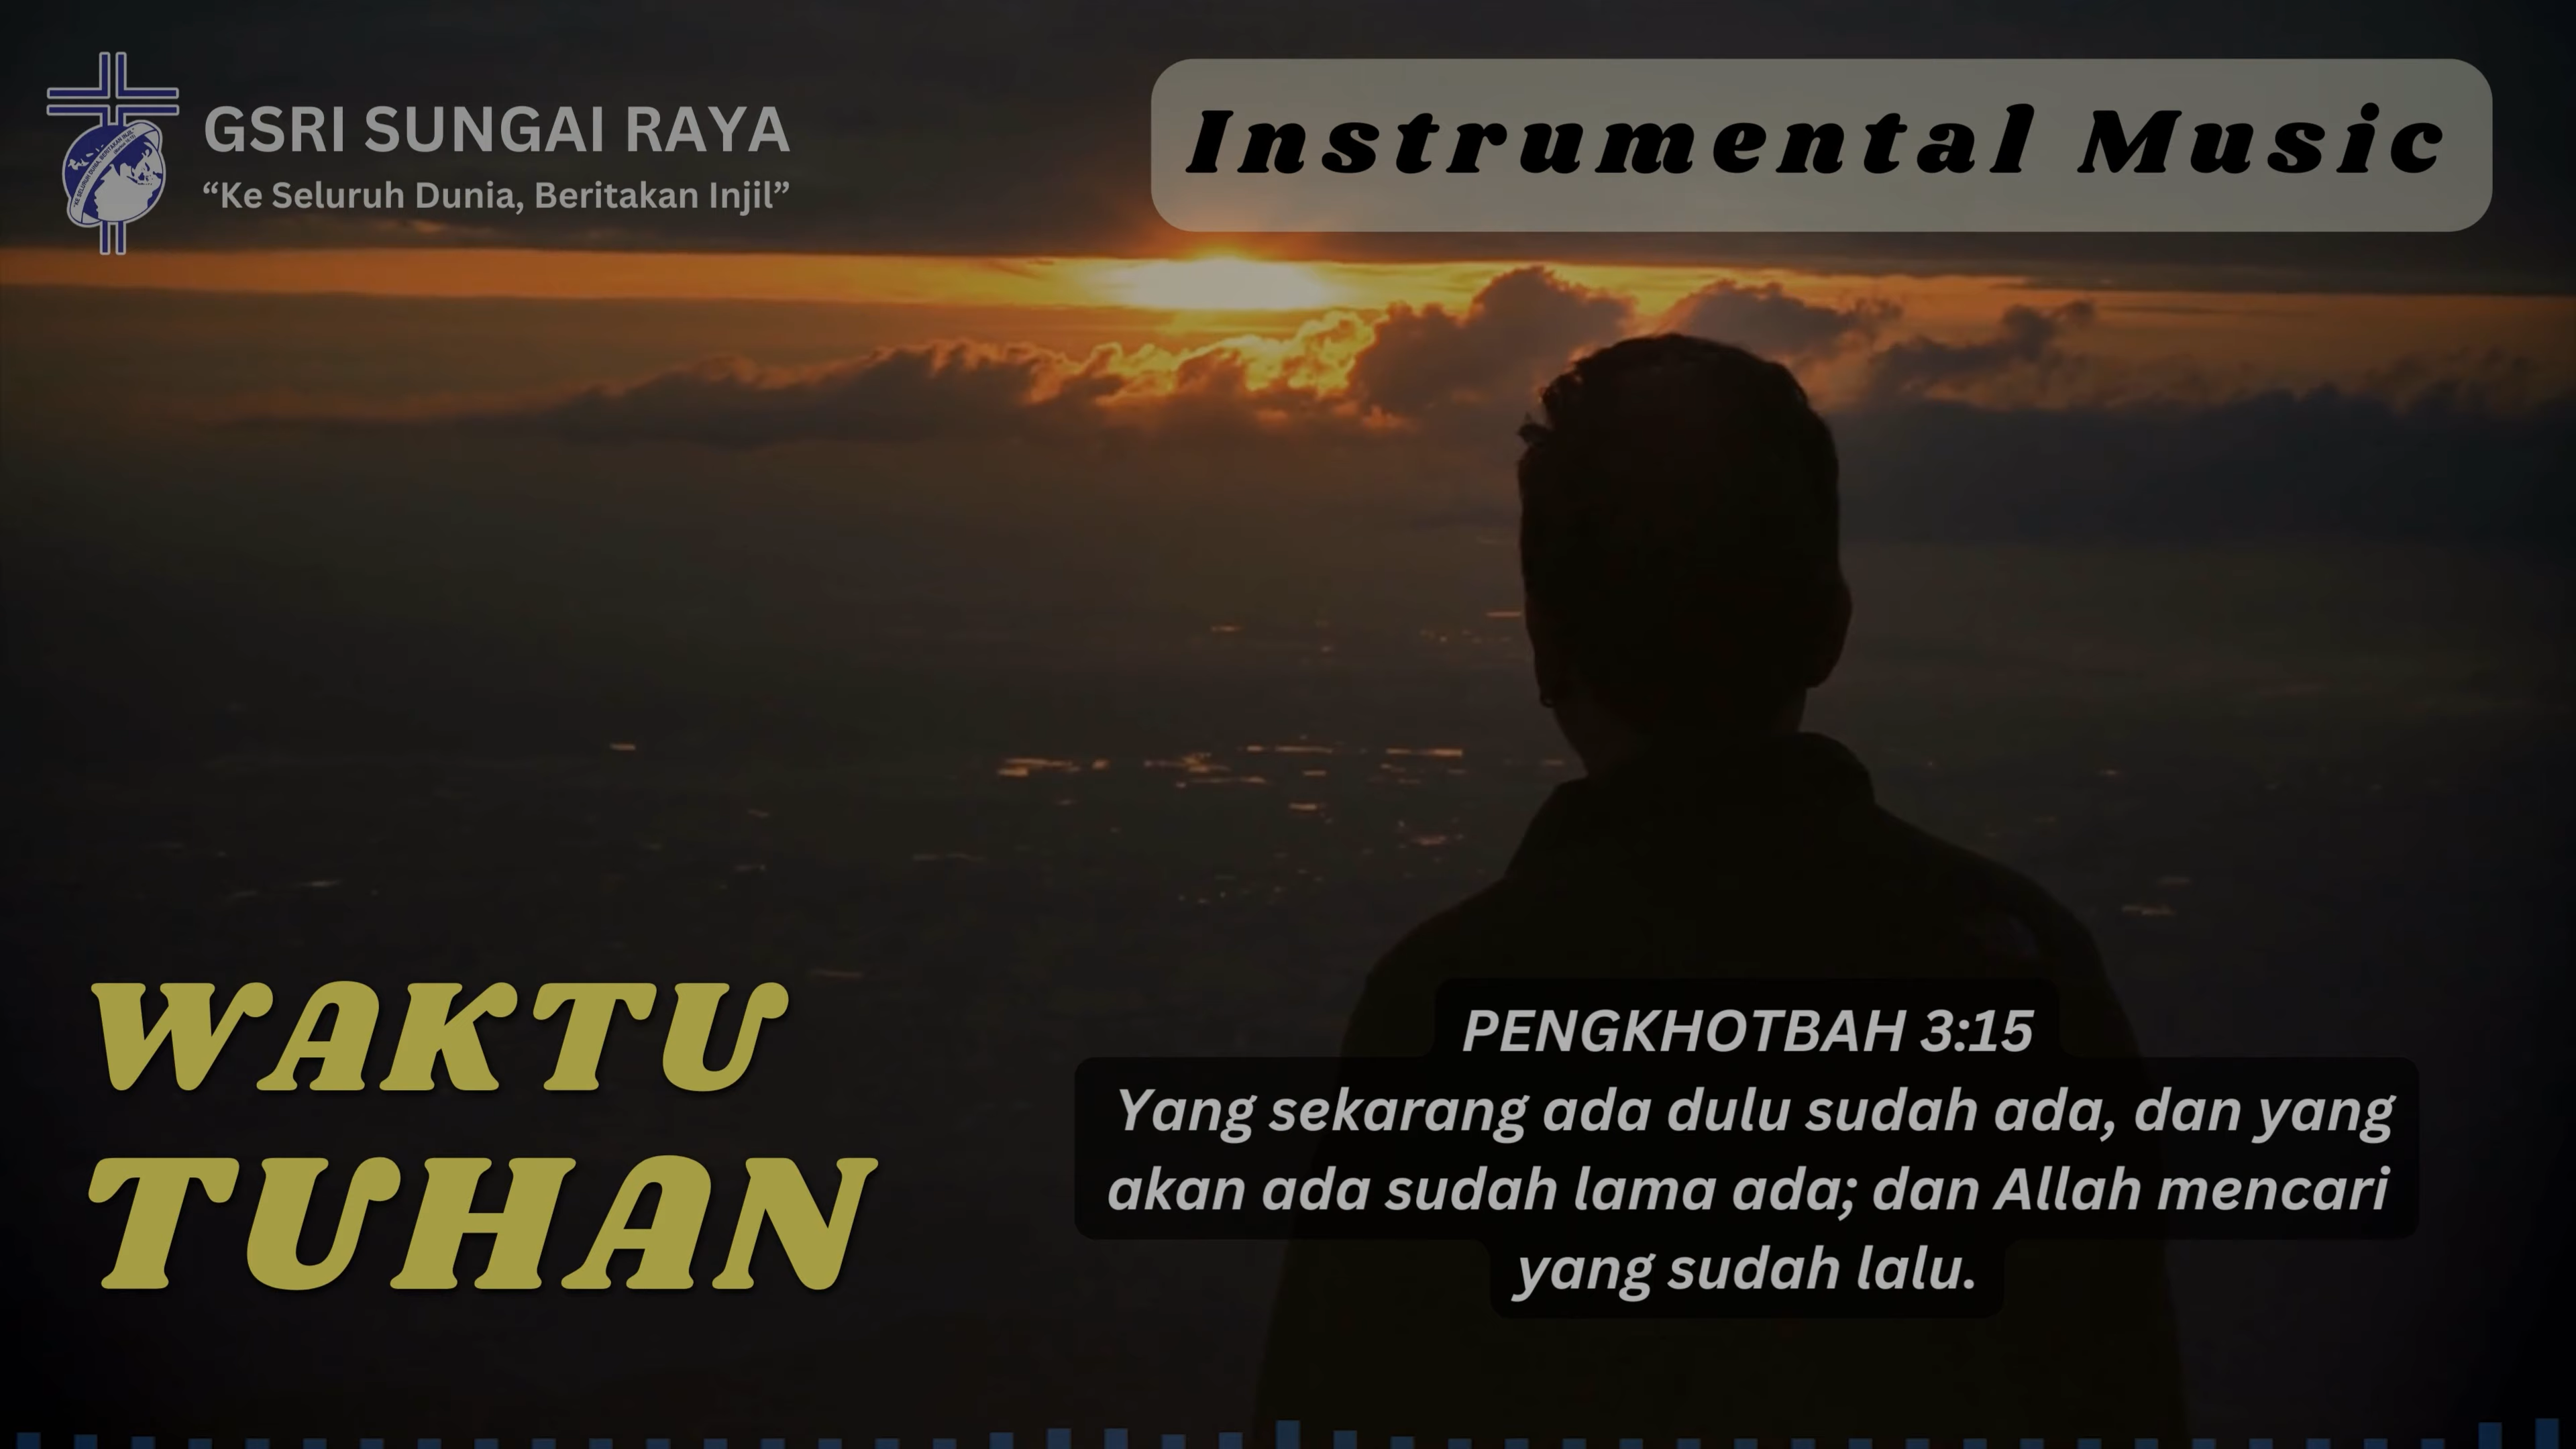 GSRI SUNGAI RAYA
“Ke Seluruh Dunia, Beritakan Injil”
Instrumental Music
WAKTU
TUHAN
PENGKHOTBAH 3:15
Yang sekarang ada dulu sudah ada, dan yang
akan ada sudah lama ada; dan Allah mencari
yang sudah lalu.